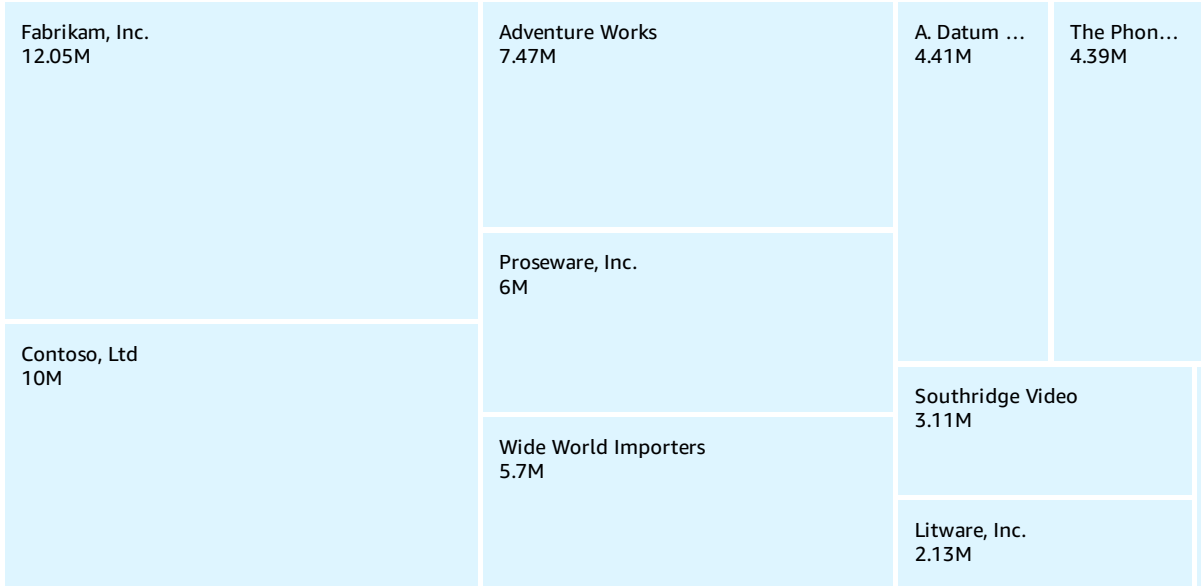 Fabrikam, Inc.
12.05M
Contoso, Ltd
10M
Adventure Works
7.47M
Proseware, Inc.
6M
Wide World Importers
5.7M
A. Datum …
4.41M
The Phon…
4.39M
Southridge Video
3.11M
Litware, Inc.
2.13M